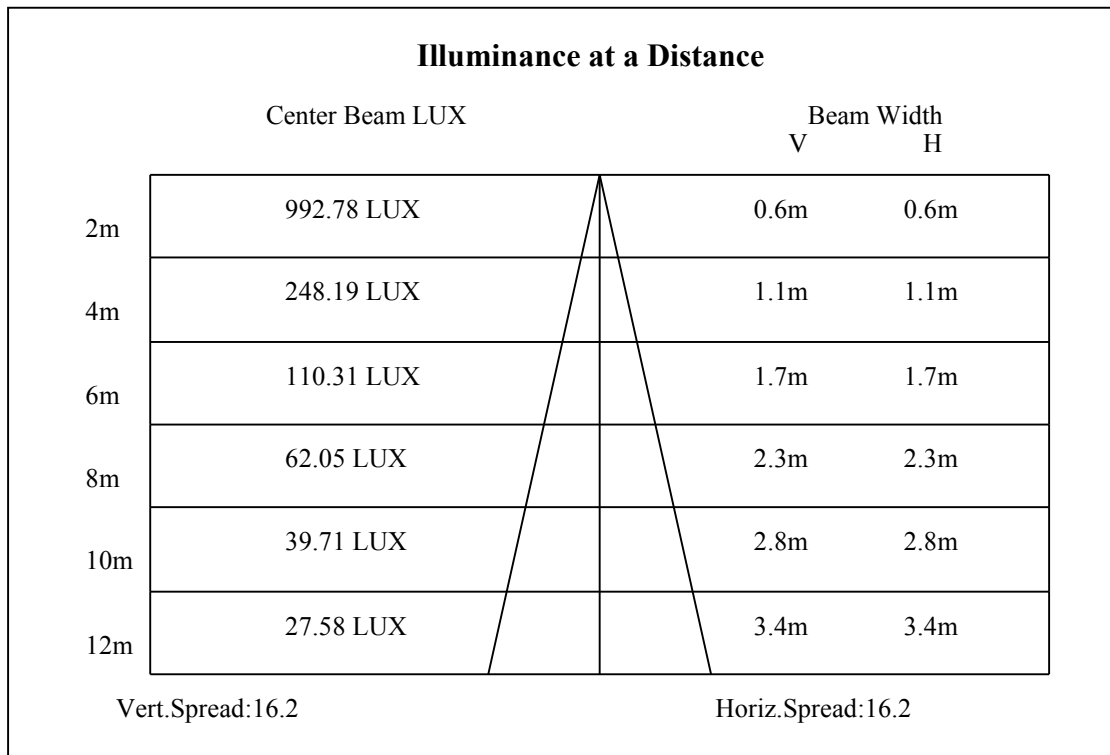 Illuminance at a Distance
Center Beam LUX Beam Width
V H
2m 992.78 LUX 0.6m 0.6m
4m 248.19 LUX 1.1m 1.1m
6m 110.31 LUX 1.7m 1.7m
8m 62.05 LUX 2.3m 2.3m
10m 39.71 LUX 2.8m 2.8m
12m 27.58 LUX 3.4m 3.4m
Vert.Spread:16.2 Horiz.Spread:16.2